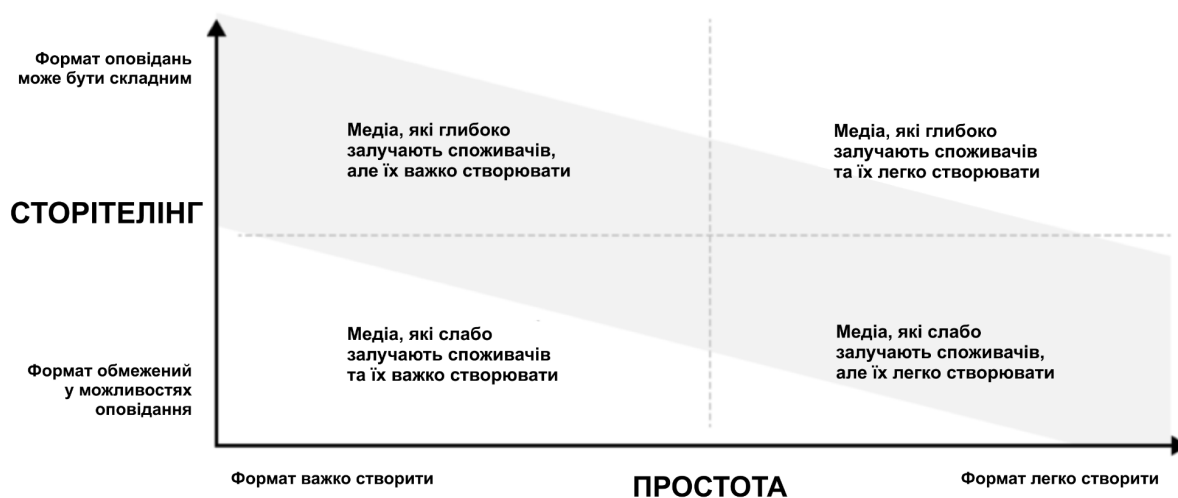 Формат оповідань
може бути складним
Медіа, які глибоко
залучають споживачів,
але їх важко створювати
Медіа, які глибоко
залучають споживачів
та їх легко створювати
СТОРІТЕЛІНГ
Медіа, які слабо
залучають споживачів
та їх важко створювати
Медіа, які слабо
залучають споживачів,
але їх легко створювати
Формат обмежений
у можливостях
оповідання
Формат важко створити
ПРОСТОТА
Формат легко створити